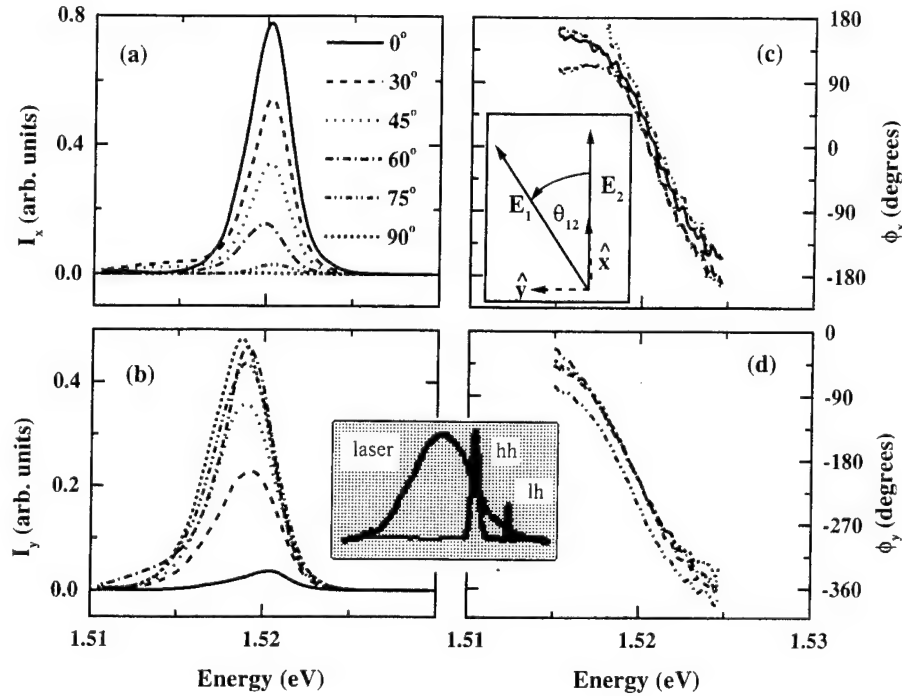 0.8
(a)
0°
30°
45°
60°
75°
90°
0.4
0.0
I_x (arb. units)
(c)
E_1
E_2
θ_12
x̂
ŷ
180
90
0
-90
-180
ϕ_x (degrees)
(b)
0.4
0.2
0.0
I_y (arb. units)
1.51
1.52
Energy (eV)
laser
hh
lh
(d)
0
-90
-180
-270
-360
ϕ_y (degrees)
1.51
1.52
1.53
Energy (eV)